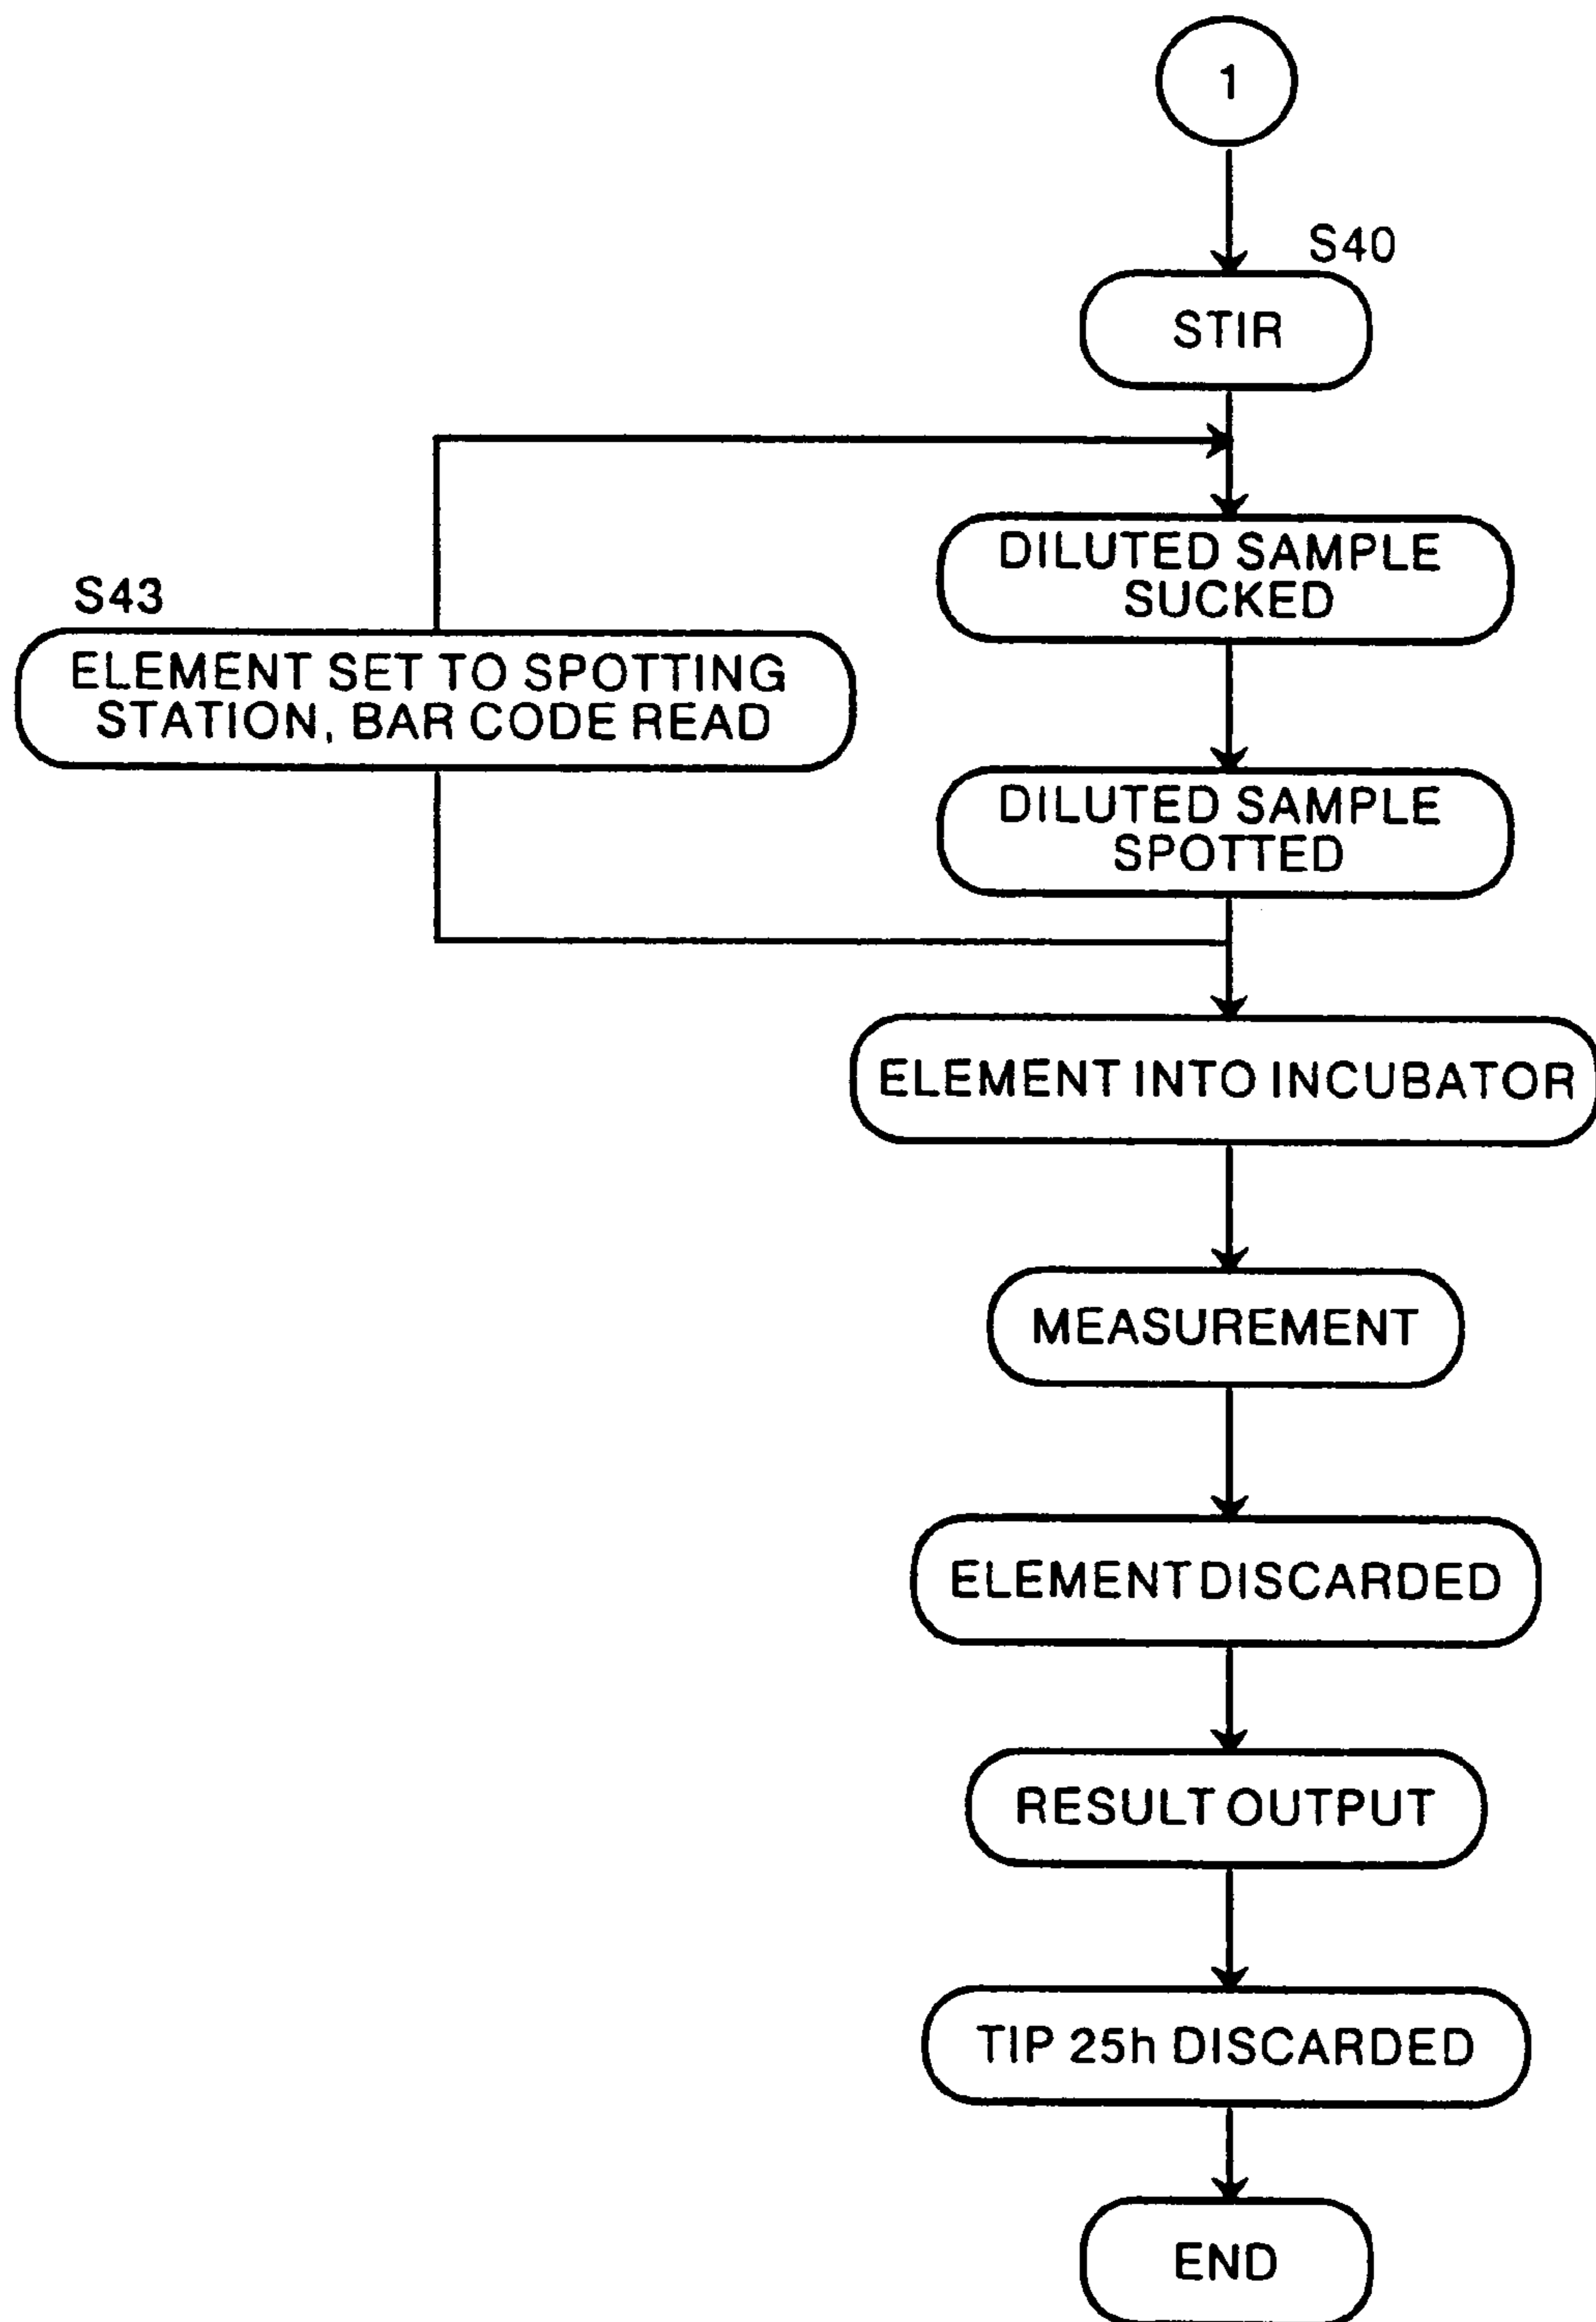 1
S40
STIR
DILUTED SAMPLE
SUCKED
S43
ELEMENT SET TO SPOTTING
STATION, BAR CODE READ
DILUTED SAMPLE
SPOTTED
ELEMENT INTO INCUBATOR
MEASUREMENT
ELEMENT DISCARDED
RESULT OUTPUT
TIP 25h DISCARDED
END